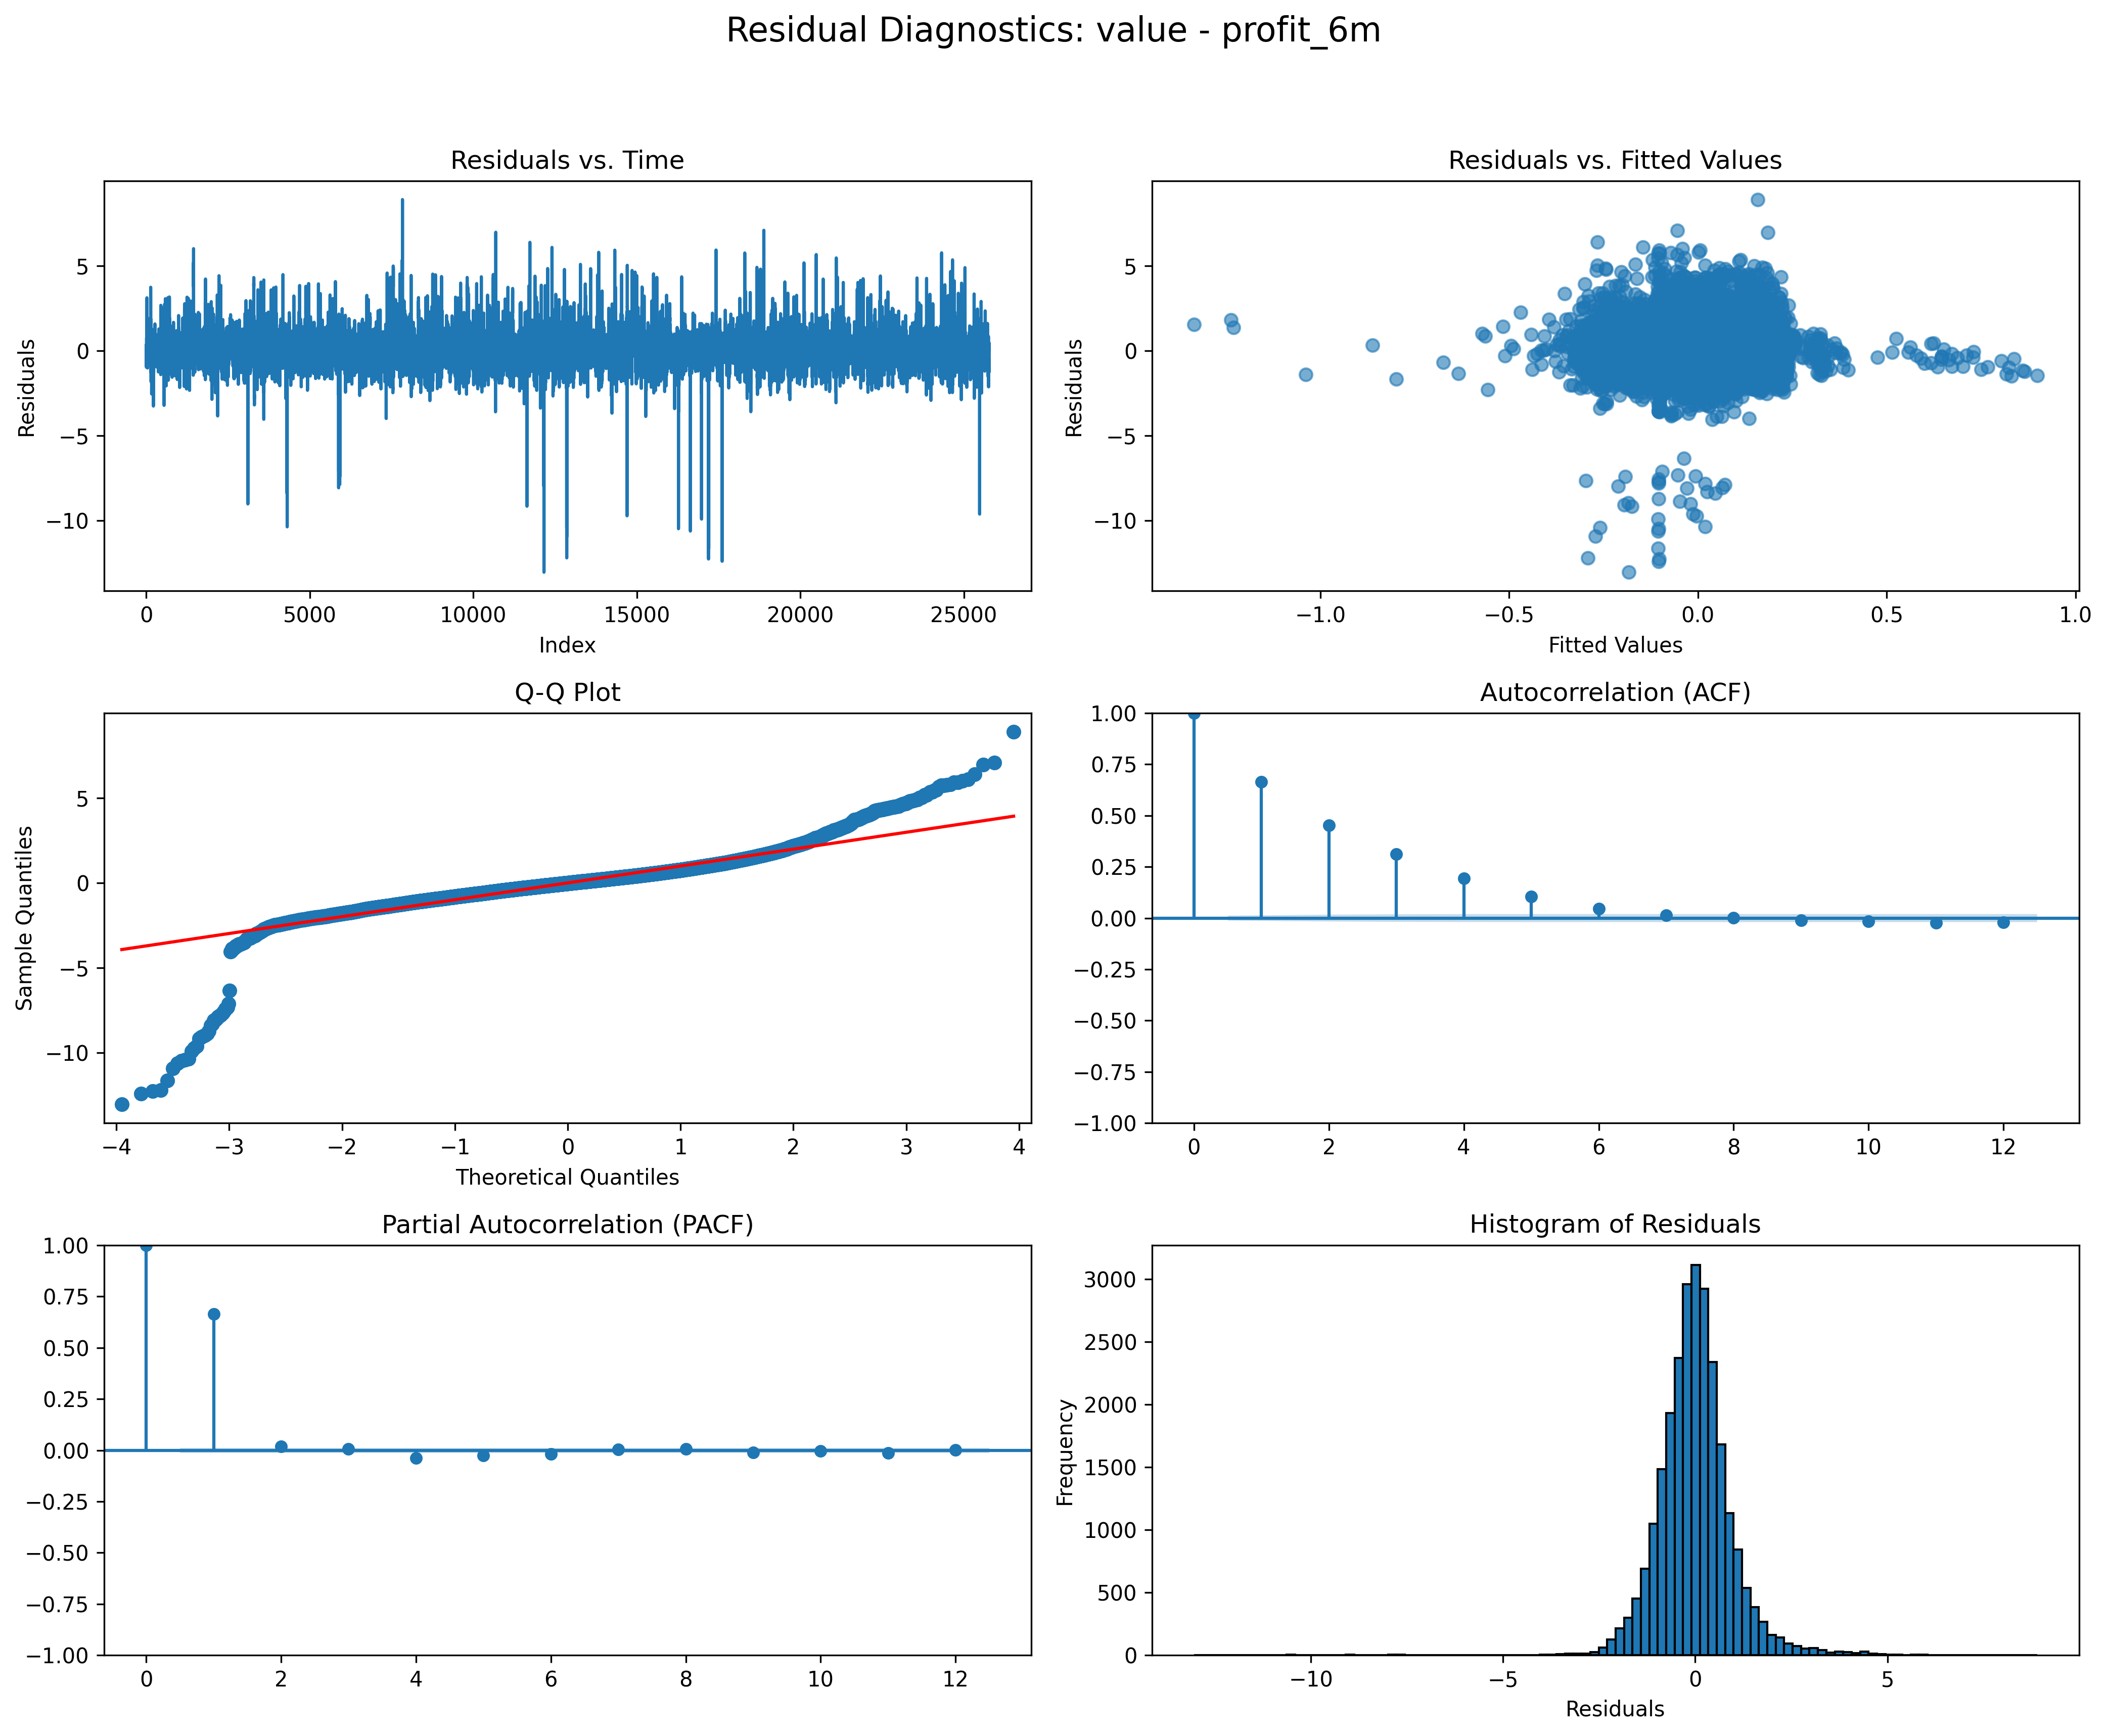 Residual Diagnostics: value - profit_6m
Residuals vs. Time
Residuals
5
0
−5
−10
0 5000 10000 15000 20000 25000
Index
Residuals vs. Fitted Values
Residuals
5
0
−5
−10
−1.0 −0.5 0.0 0.5 1.0
Fitted Values
Q-Q Plot
Sample Quantiles
5
0
−5
−10
−4 −3 −2 −1 0 1 2 3 4
Theoretical Quantiles
Autocorrelation (ACF)
1.00
0.75
0.50
0.25
0.00
−0.25
−0.50
−0.75
−1.00
0 2 4 6 8 10 12
Partial Autocorrelation (PACF)
1.00
0.75
0.50
0.25
0.00
−0.25
−0.50
−0.75
−1.00
0 2 4 6 8 10 12
Histogram of Residuals
Frequency
3000
2500
2000
1500
1000
500
0
−10 −5 0 5
Residuals